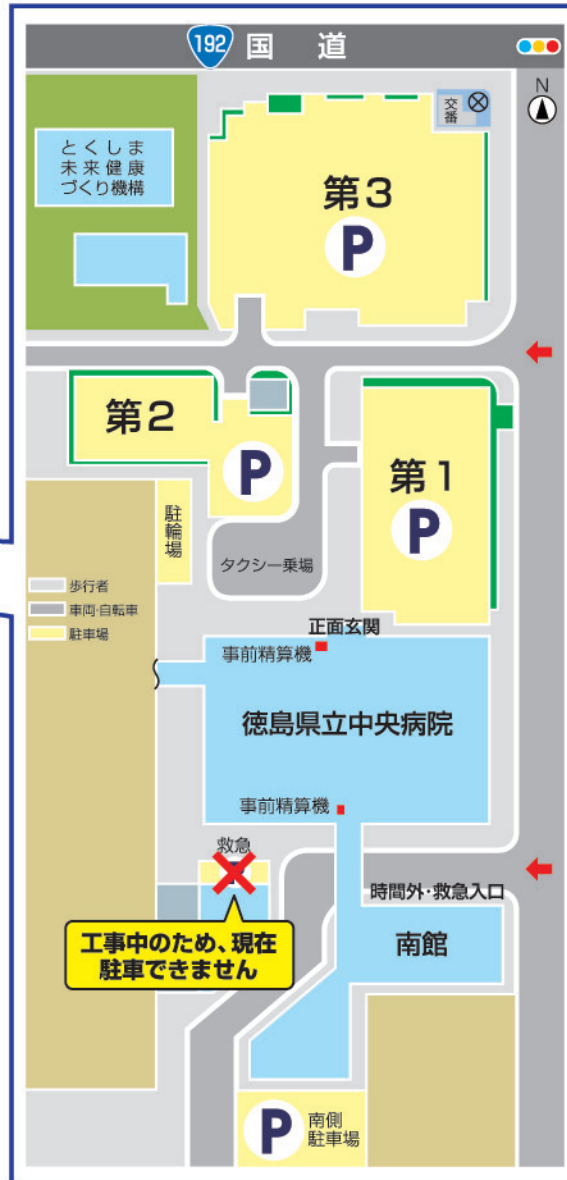 192 国道
N
交番
とくしま
未来健康
づくり機構
第3
P
第2
P
第1
P
駐輪場
タクシー乗場
歩行者
車両・自転車
駐車場
正面玄関
事前精算機
徳島県立中央病院
事前精算機
救急
時間外・救急入口
工事中のため、現在
駐車できません
南館
P
南側
駐車場